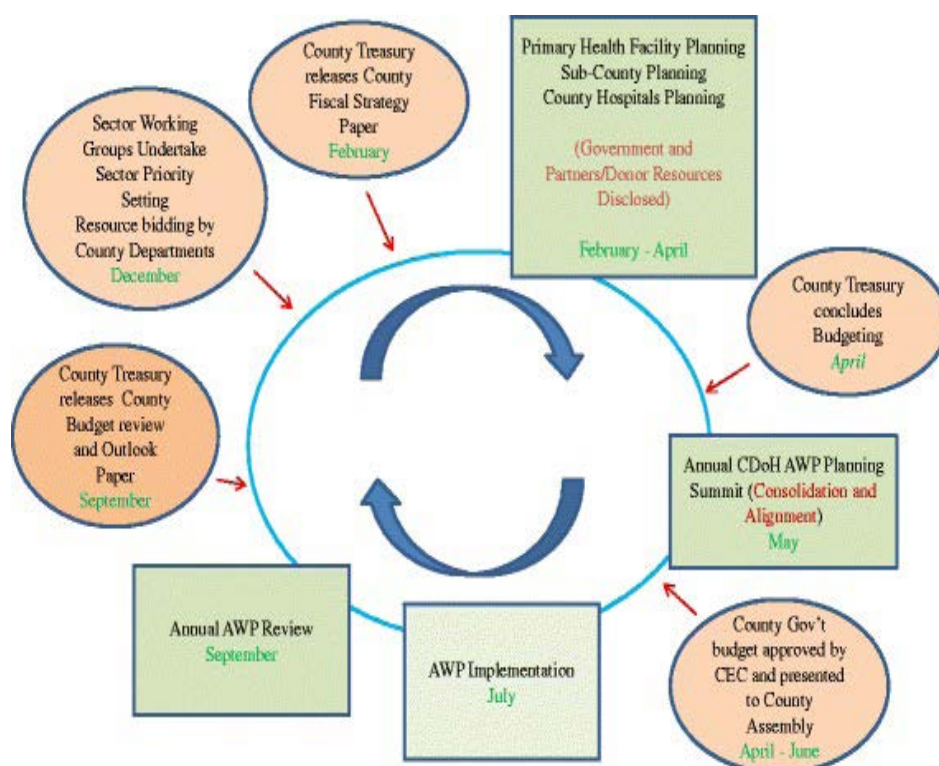 County Treasury
releases County
Fiscal Strategy
Paper
February
Primary Health Facility Planning
Sub-County Planning
County Hospitals Planning
(Government and
Partners/Donor Resources
Disclosed)
February - April
Sector Working
Groups Undertake
Sector Priority
Setting
Resource bidding by
County Departments
December
County Treasury
concludes
Budgeting
April
County Treasury
releases County
Budget review
and Outlook
Paper
September
Annual CDoH AWP Planning
Summit (Consolidation and
Alignment)
May
Annual AWP Review
September
AWP Implementation
July
County Gov't
budget approved by
CEC and presented
to County
Assembly
April - June